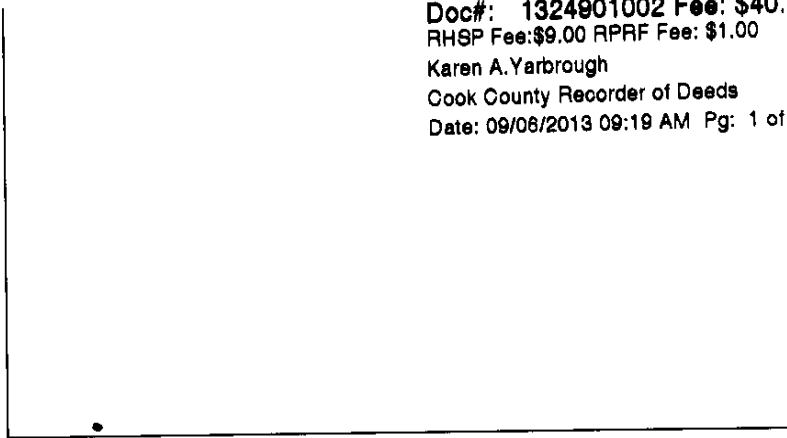 Doc#: 1324901002 Fee: $40.
RHSP Fee:$9.00 RPRF Fee: $1.00
Karen A.Yarbrough
Cook County Recorder of Deeds
Date: 09/06/2013 09:19 AM Pg: 1 of